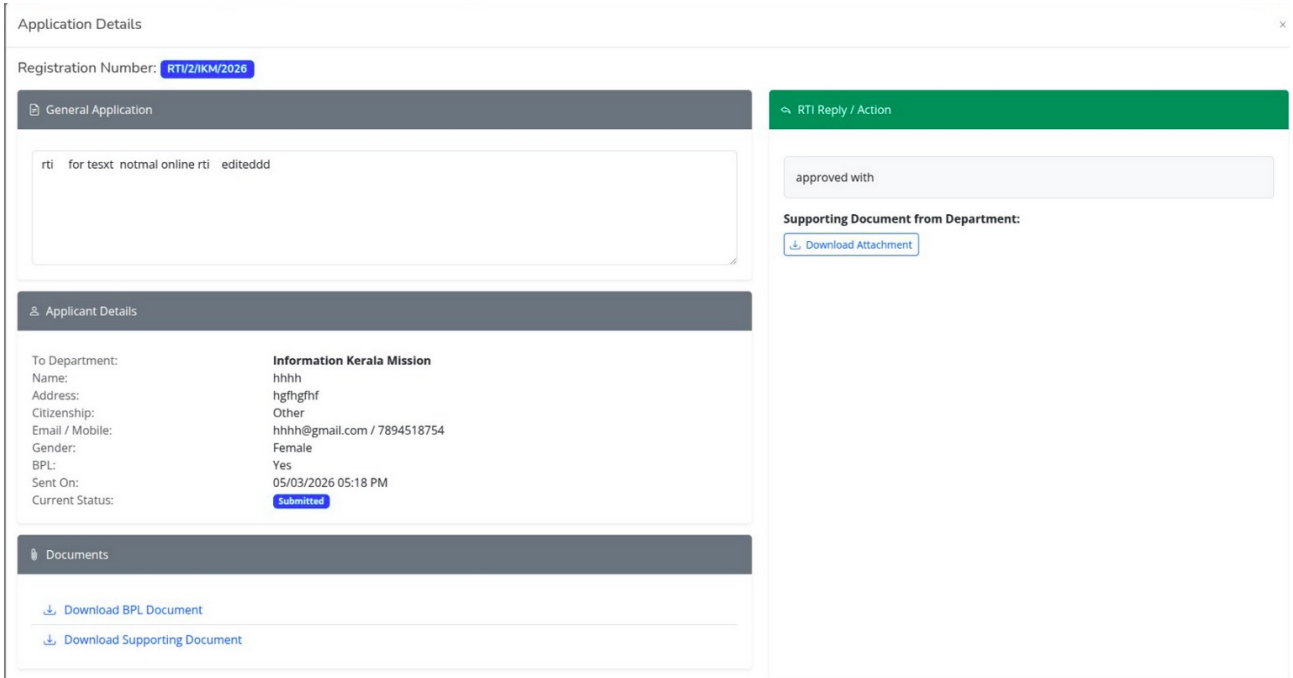 Application Details
×
Registration Number: RTI/2/IKM/2026
General Application
rti for tesxt notmal online rti editeddd
Applicant Details
To Department: Information Kerala Mission
Name: hhhh
Address: hgfhgfhf
Citizenship: Other
Email / Mobile: hhhh@gmail.com / 7894518754
Gender: Female
BPL: Yes
Sent On: 05/03/2026 05:18 PM
Current Status: Submitted
Documents
Download BPL Document
Download Supporting Document
RTI Reply / Action
approved with
Supporting Document from Department:
Download Attachment